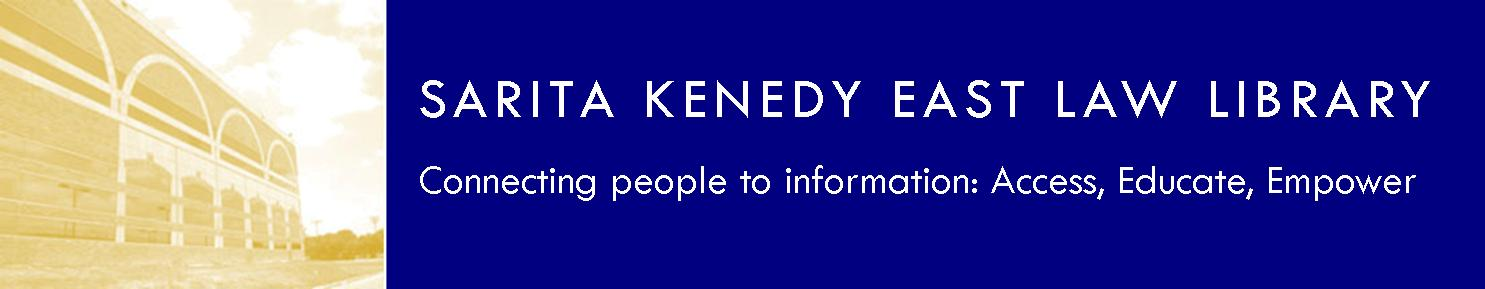 SARITA KENEDY EAST LAW LIBRARY
Connecting people to information: Access, Educate, Empower